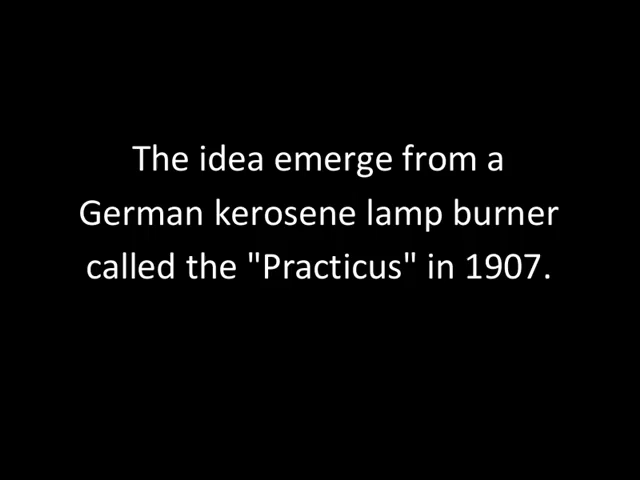 The idea emerge from a
German kerosene lamp burner
called the "Practicus" in 1907.